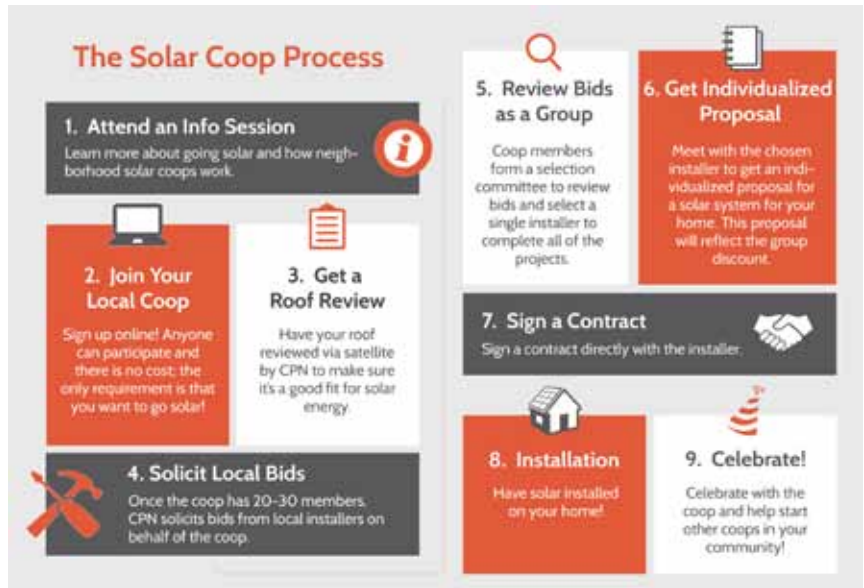 The Solar Coop Process
1. Attend an Info Session
Learn more about going solar and how neigh-
borhood solar coops work.
2. Join Your
Local Coop
Sign up online! Anyone
can participate and
there is no cost; the
only requirement is that
you want to go solar!
3. Get a
Roof Review
Have your roof
reviewed via satellite
by CPN to make sure
it's a good fit for solar
energy
4. Solicit Local Bids
Once the coop has 20-30 members,
CPN solicits bids from local installers on
behalf of the coop.
5. Review Bids
as a Group
Coop members
form a selection
committee to review
bids and select a
single installer to
complete all of the
projects.
6. Get Individualized
Proposal
Meet with the chosen
installer to get an indi-
vidualized proposal for
a solar system for your
home. This proposal
will reflect the group
discount.
7. Sign a Contract
Sign a contract directly with the installer.
8. Installation
Have solar installed
on your home!
9. Celebrate!
Celebrate with the
coop and help start
other coops in your
community!